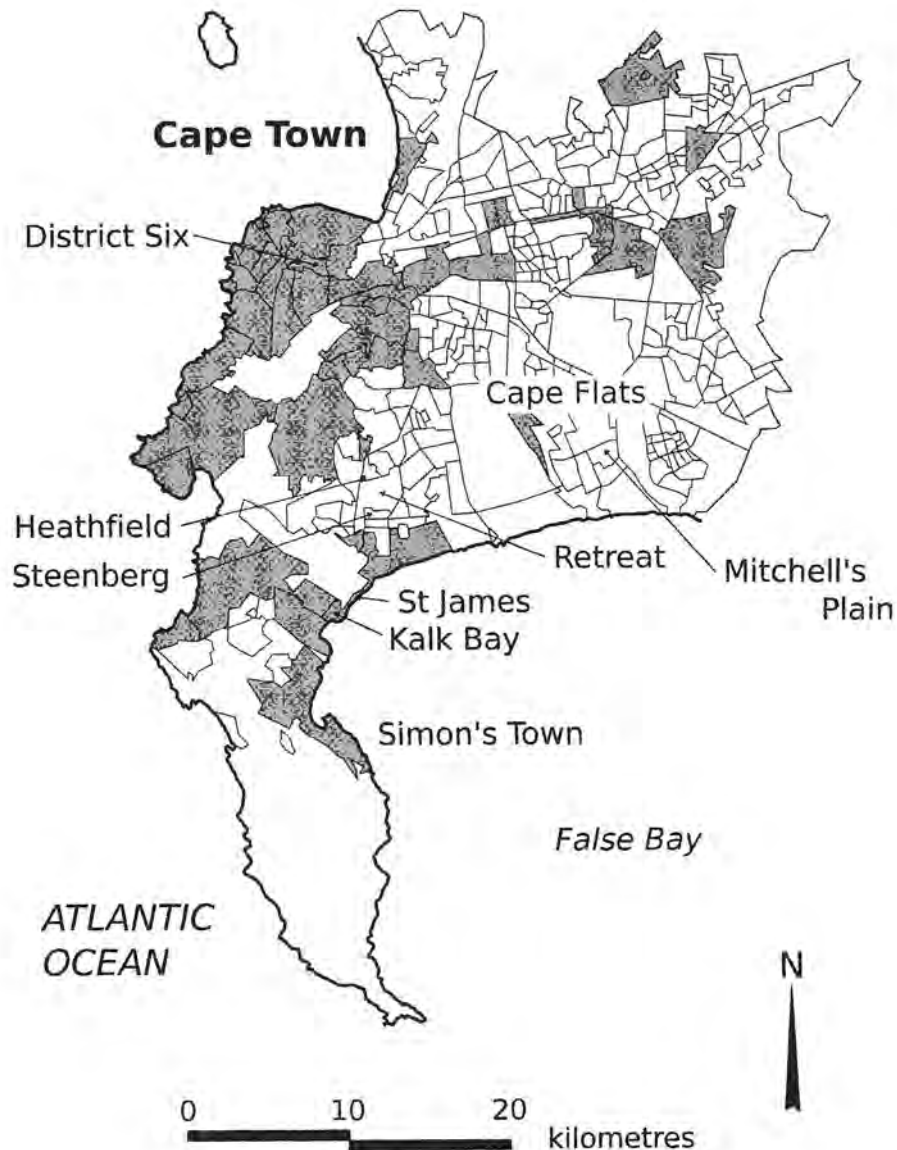 Cape Town
District Six
Cape Flats
Heathfield
Steenberg
Retreat
Mitchell's
Plain
St James
Kalk Bay
Simon's Town
False Bay
ATLANTIC
OCEAN
N
0 10 20
kilometres